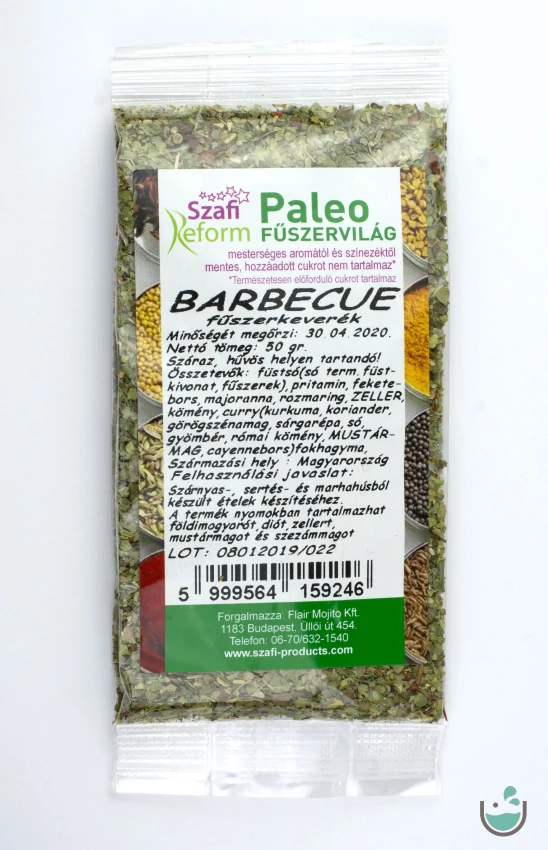 Szafi
Reform
Paleo
FŰSZERVILÁG
mesterséges aromától és színezéktől
mentes, hozzáadott cukrot nem tartalmaz*
*Természetesen előforduló cukrot tartalmaz
BARBECUE
fűszerkeverék
Minőségét megőrzi: 30.04.2020.
Nettó tömeg: 50 gr.
Száraz, hűvös helyen tartandó!
Összetevők: füstsó(só term. füst-
kivonat, fűszerek), pritamin, fekete-
bors, majoranna, rozmaring, ZELLER,
kömény, curry(kurkuma, koriander,
görögszénamag, sárgarépa, só,
gyömbér, római kömény, MUSTÁR-
MAG, cayennebors)fokhagyma,
Származási hely : Magyarország
Felhasználási javaslat:
Szárnyas-, sertés- és marhahúsból
készült ételek készítéséhez.
A termék nyomokban tartalmazhat
földimogyorót, diót, zellert,
mustármagot és szezámmagot
LOT: 08012019/022
5 999564 159246
Forgalmazza: Flair Mojito Kft.
1183 Budapest, Üllői út 454.
Telefon: 06-70/632-1540
www.szafi-products.com